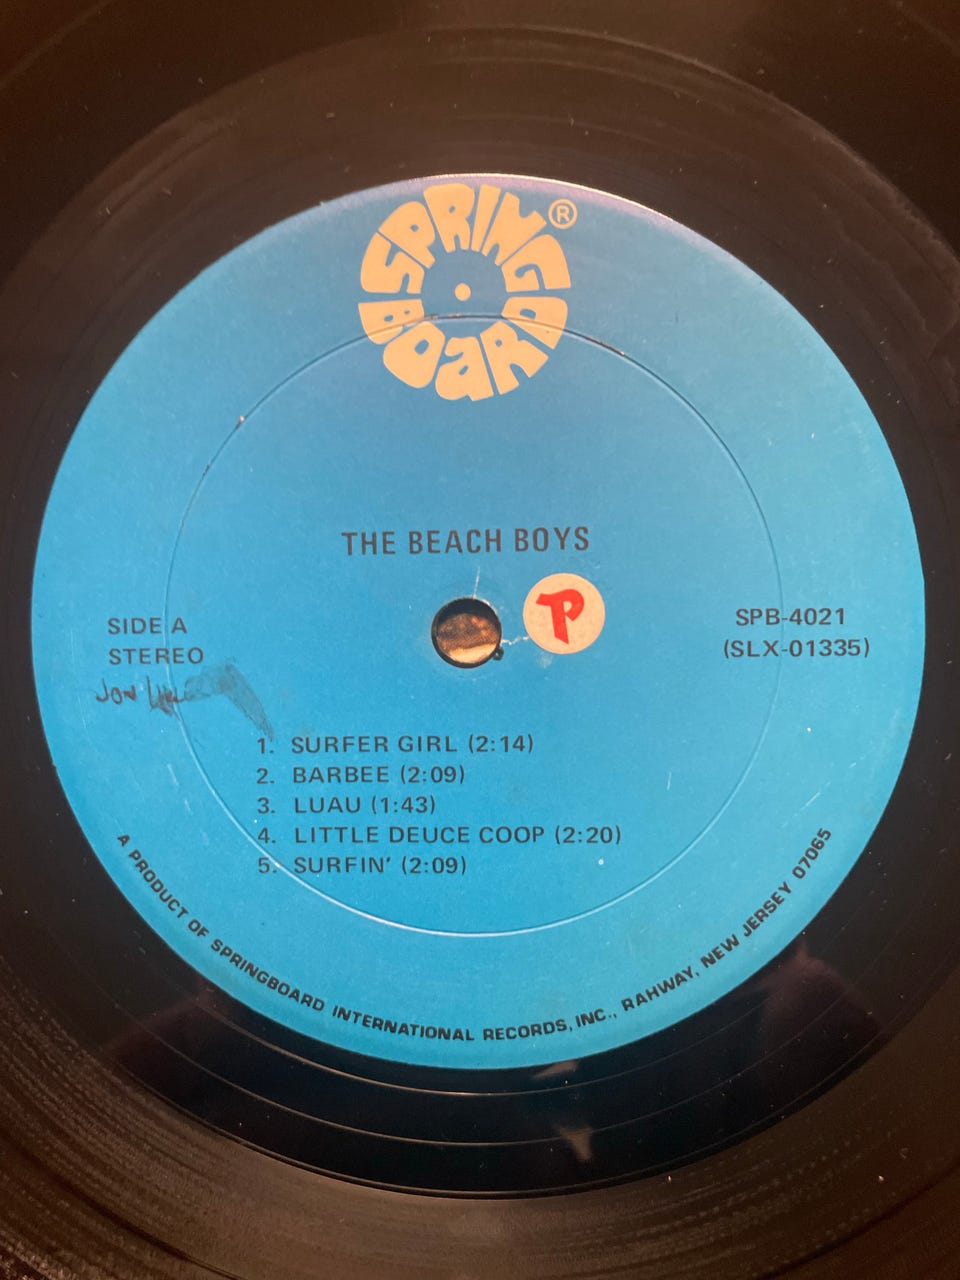 SPRINGBOARD®
THE BEACH BOYS
P
SIDE A
STEREO
SPB-4021
(SLX-01335)
Jon
1. SURFER GIRL (2:14)
2. BARBEE (2:09)
3. LUAU (1:43)
4. LITTLE DEUCE COOP (2:20)
5. SURFIN' (2:09)
A PRODUCT OF SPRINGBOARD INTERNATIONAL RECORDS, INC., RAHWAY, NEW JERSEY 07065